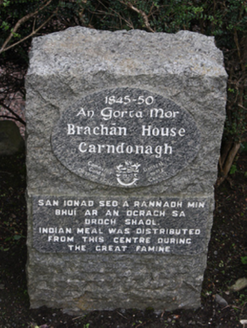 1845-50
An Gorta Mor
Brachán House
Carndonagh
SAN IONAD SEO A RANNADH MIN
BHUI AR AN OCRACH SA
DROCH SHAOL.
INDIAN MEAL WAS DISTRIBUTED
FROM THIS CENTRE DURING
THE GREAT FAMINE